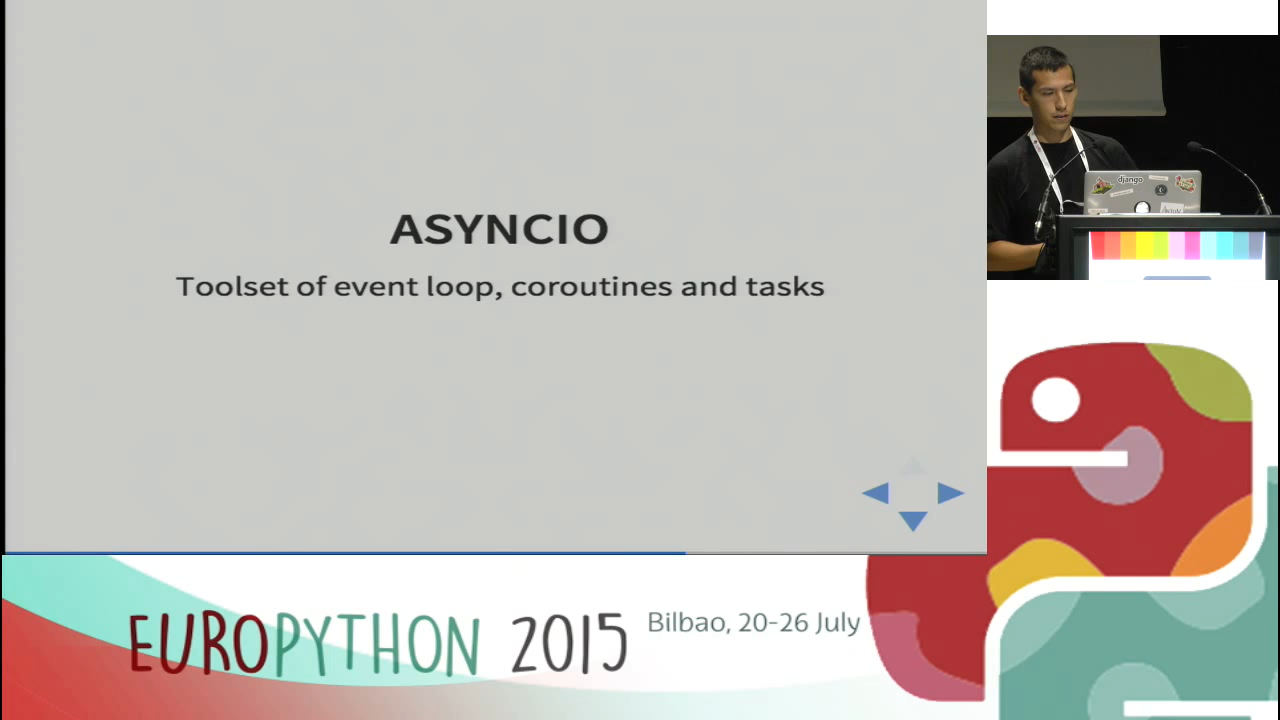 ASYNCIO
Toolset of event loop, coroutines and tasks
django
EUROPYTHON 2015
Bilbao, 20-26 July